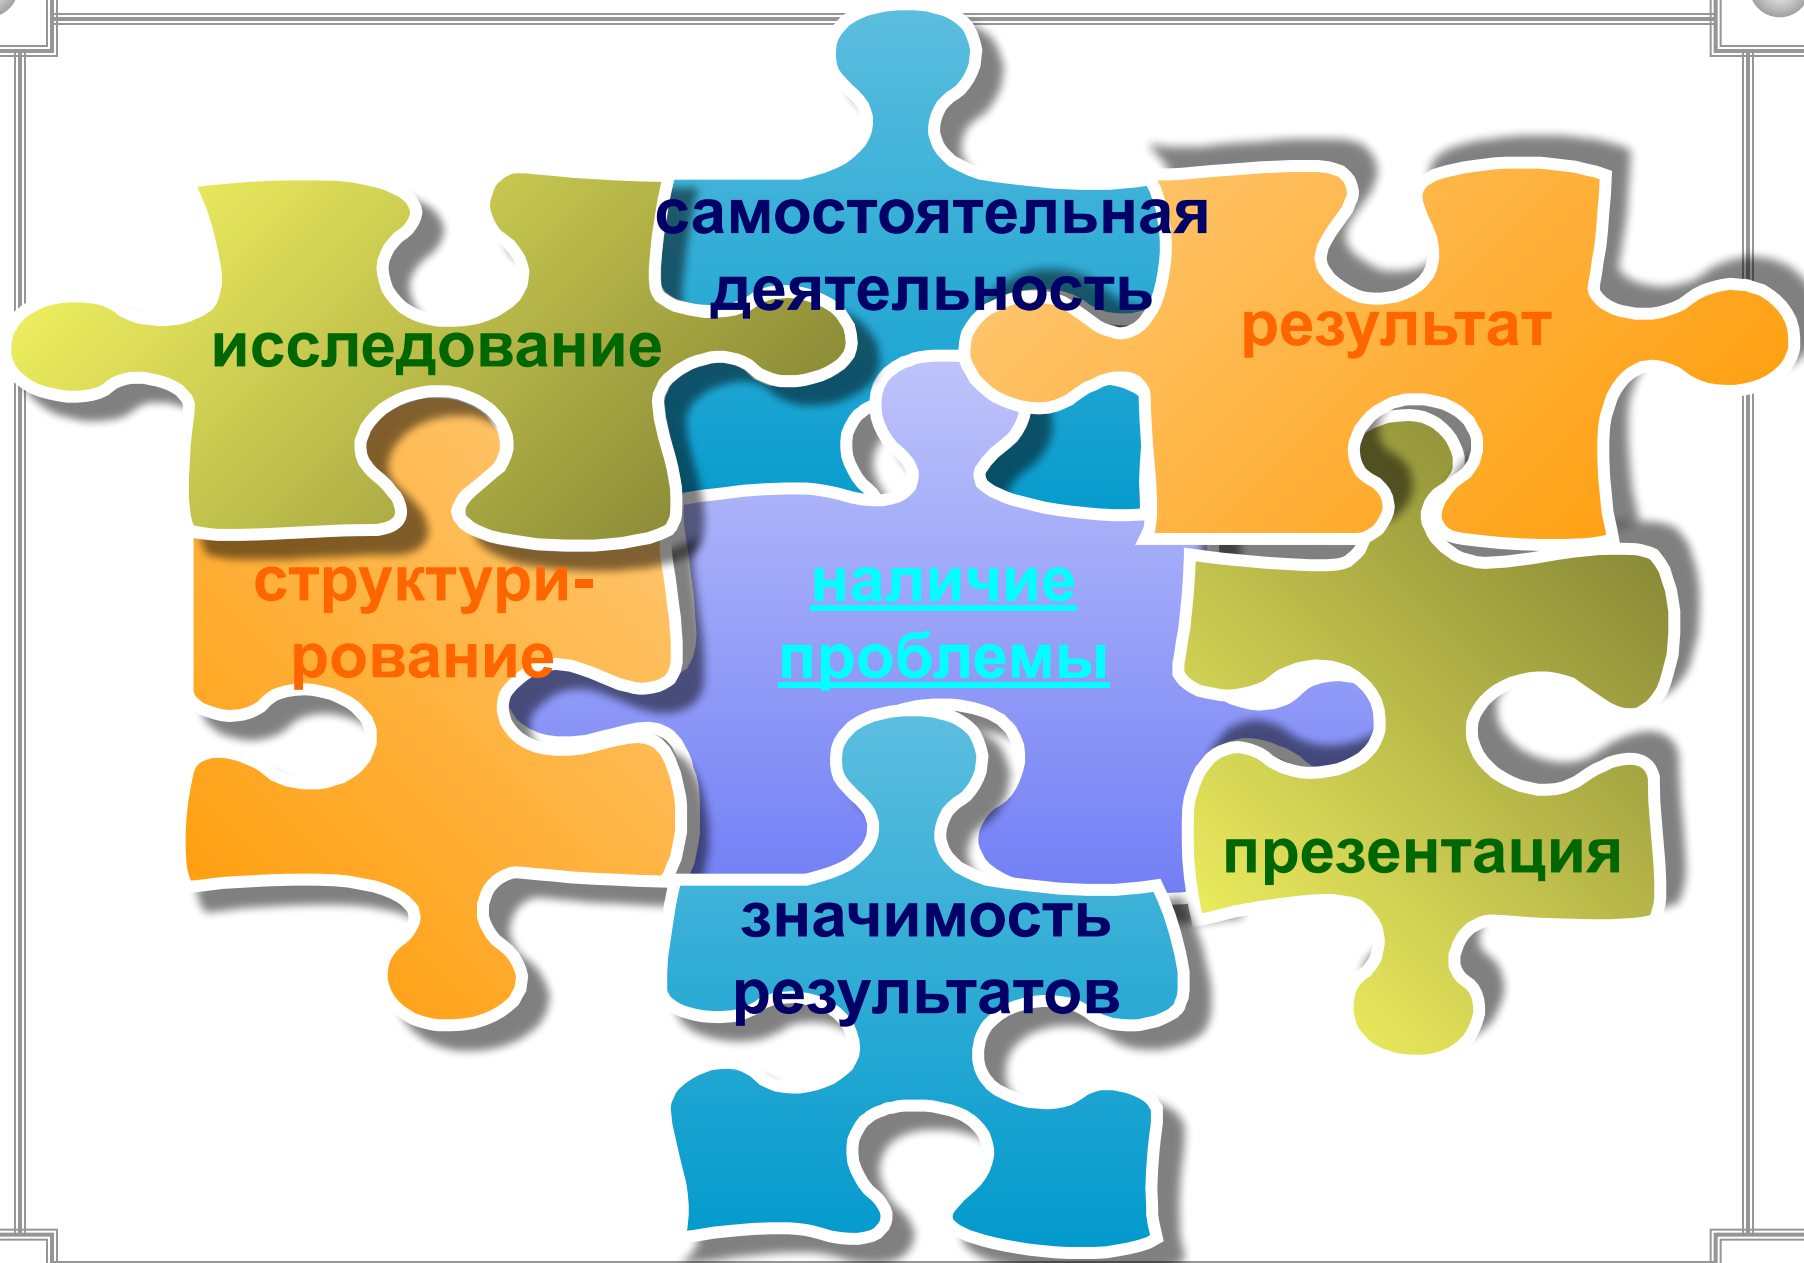 самостоятельная
деятельность
исследование
результат
структури-
рование
наличие
проблемы
презентация
значимость
результатов